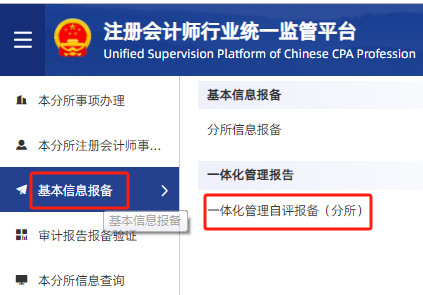 注册会计师行业统一监管平台
Unified Supervision Platform of Chinese CPA Profession
本分所事项办理
本分所注册会计师事...
基本信息报备
基本信息报备
审计报告报备验证
本分所信息查询
基本信息报备
分所信息报备
一体化管理报告
一体化管理自评报备（分所）